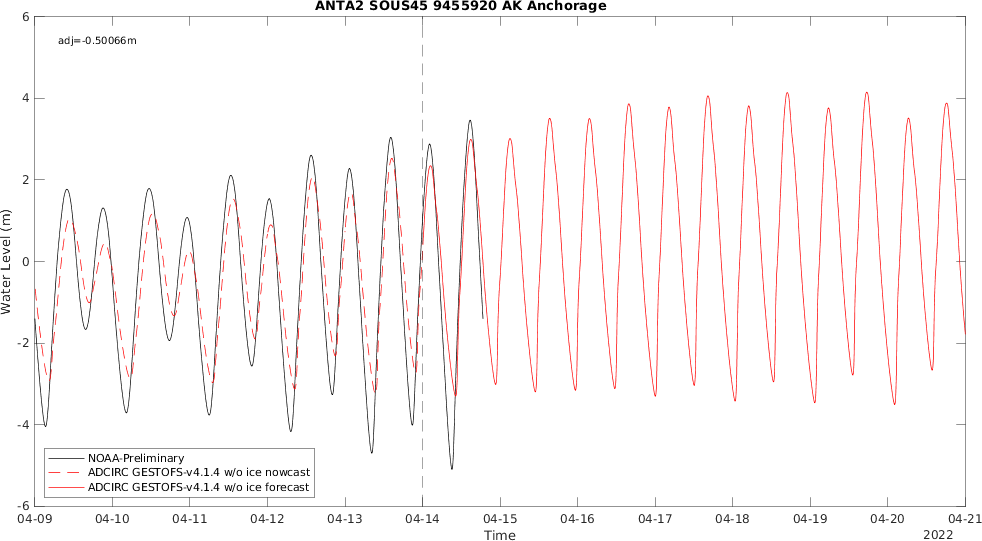 ANTA2 SOUS45 9455920 AK Anchorage
6
adj=-0.50066m
4
2
0
-2
-4
-6
Water Level (m)
NOAA-Preliminary
ADCIRC GESTOFS-v4.1.4 w/o ice nowcast
ADCIRC GESTOFS-v4.1.4 w/o ice forecast
04-09 04-10 04-11 04-12 04-13 04-14 04-15 04-16 04-17 04-18 04-19 04-20 04-21
Time
2022